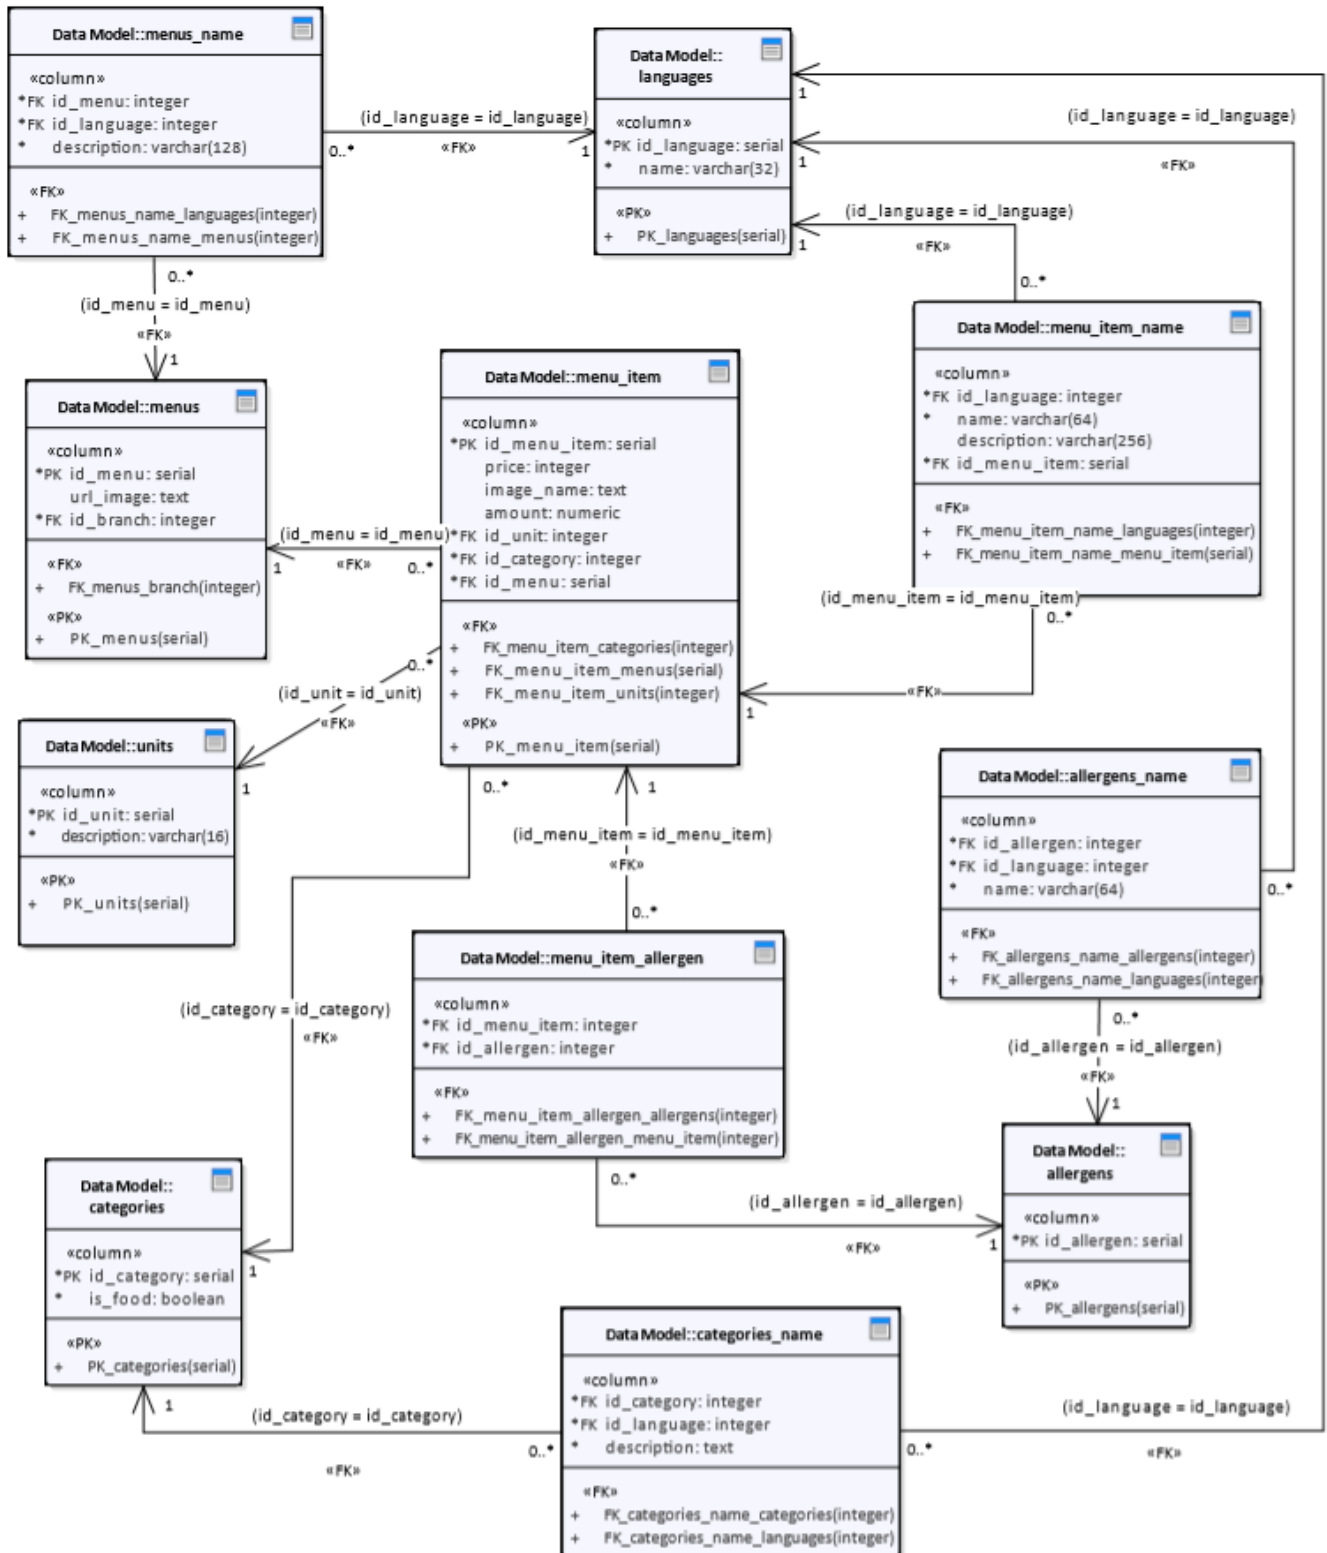 Data Model::menus_name
«column»
*FK id_menu: integer
*FK id_language: integer
* description: varchar(128)
«FK»
+ FK_menus_name_languages(integer)
+ FK_menus_name_menus(integer)
(id_language = id_language)
0..*
«FK»
1
Data Model::
languages
«column»
*PK id_language: serial
* name: varchar(32)
«PK»
+ PK_languages(serial)
1
(id_language = id_language)
1
«FK»
(id_language = id_language)
1
«FK»
0..*
0..*
(id_menu = id_menu)
«FK»
1
Data Model::menu_item_name
«column»
*FK id_language: integer
* name: varchar(64)
description: varchar(256)
*FK id_menu_item: serial
«FK»
+ FK_menu_item_name_languages(integer)
+ FK_menu_item_name_menu_item(serial)
Data Model::menus
«column»
*PK id_menu: serial
url_image: text
*FK id_branch: integer
«FK»
+ FK_menus_branch(integer)
«PK»
+ PK_menus(serial)
(id_menu = id_menu)
1
«FK»
0..*
Data Model::menu_item
«column»
*PK id_menu_item: serial
price: integer
image_name: text
amount: numeric
*FK id_unit: integer
*FK id_category: integer
*FK id_menu: serial
«FK»
+ FK_menu_item_categories(integer)
+ FK_menu_item_menus(serial)
+ FK_menu_item_units(integer)
«PK»
+ PK_menu_item(serial)
(id_menu_item = id_menu_item)
0..*
«FK»
1
0..*
(id_unit = id_unit)
«FK»
1
Data Model::units
«column»
*PK id_unit: serial
* description: varchar(16)
«PK»
+ PK_units(serial)
0..*
1
(id_menu_item = id_menu_item)
«FK»
0..*
Data Model::allergens_name
«column»
*FK id_allergen: integer
*FK id_language: integer
* name: varchar(64)
«FK»
+ FK_allergens_name_allergens(integer)
+ FK_allergens_name_languages(integer)
0..*
(id_category = id_category)
«FK»
1
Data Model::menu_item_allergen
«column»
*FK id_menu_item: integer
*FK id_allergen: integer
«FK»
+ FK_menu_item_allergen_allergens(integer)
+ FK_menu_item_allergen_menu_item(integer)
0..*
(id_allergen = id_allergen)
«FK»
1
0..*
(id_allergen = id_allergen)
«FK»
1
Data Model::
allergens
«column»
*PK id_allergen: serial
«PK»
+ PK_allergens(serial)
Data Model::
categories
«column»
*PK id_category: serial
* is_food: boolean
«PK»
+ PK_categories(serial)
1
(id_category = id_category)
0..*
«FK»
Data Model::categories_name
«column»
*FK id_category: integer
*FK id_language: integer
* description: text
«FK»
+ FK_categories_name_categories(integer)
+ FK_categories_name_languages(integer)
(id_language = id_language)
0..*
«FK»